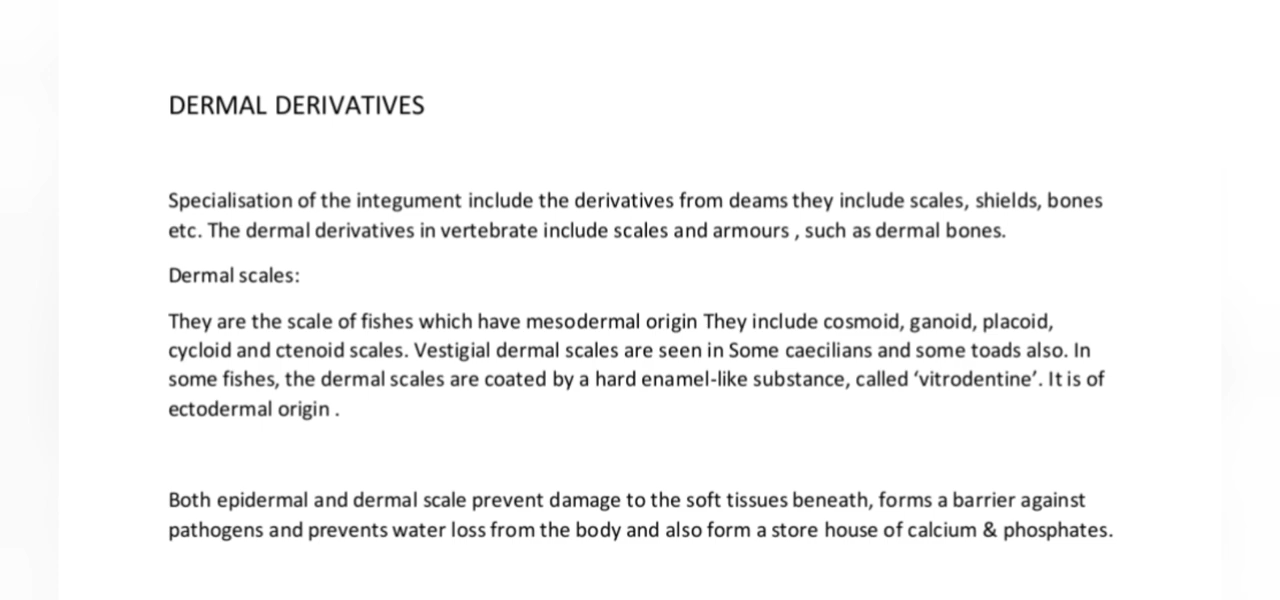 DERMAL DERIVATIVES
Specialisation of the integument include the derivatives from deams they include scales, shields, bones
etc. The dermal derivatives in vertebrate include scales and armours , such as dermal bones.
Dermal scales:
They are the scale of fishes which have mesodermal origin They include cosmoid, ganoid, placoid,
cycloid and ctenoid scales. Vestigial dermal scales are seen in Some caecilians and some toads also. In
some fishes, the dermal scales are coated by a hard enamel-like substance, called ‘vitrodentine’. It is of
ectodermal origin .
Both epidermal and dermal scale prevent damage to the soft tissues beneath, forms a barrier against
pathogens and prevents water loss from the body and also form a store house of calcium & phosphates.